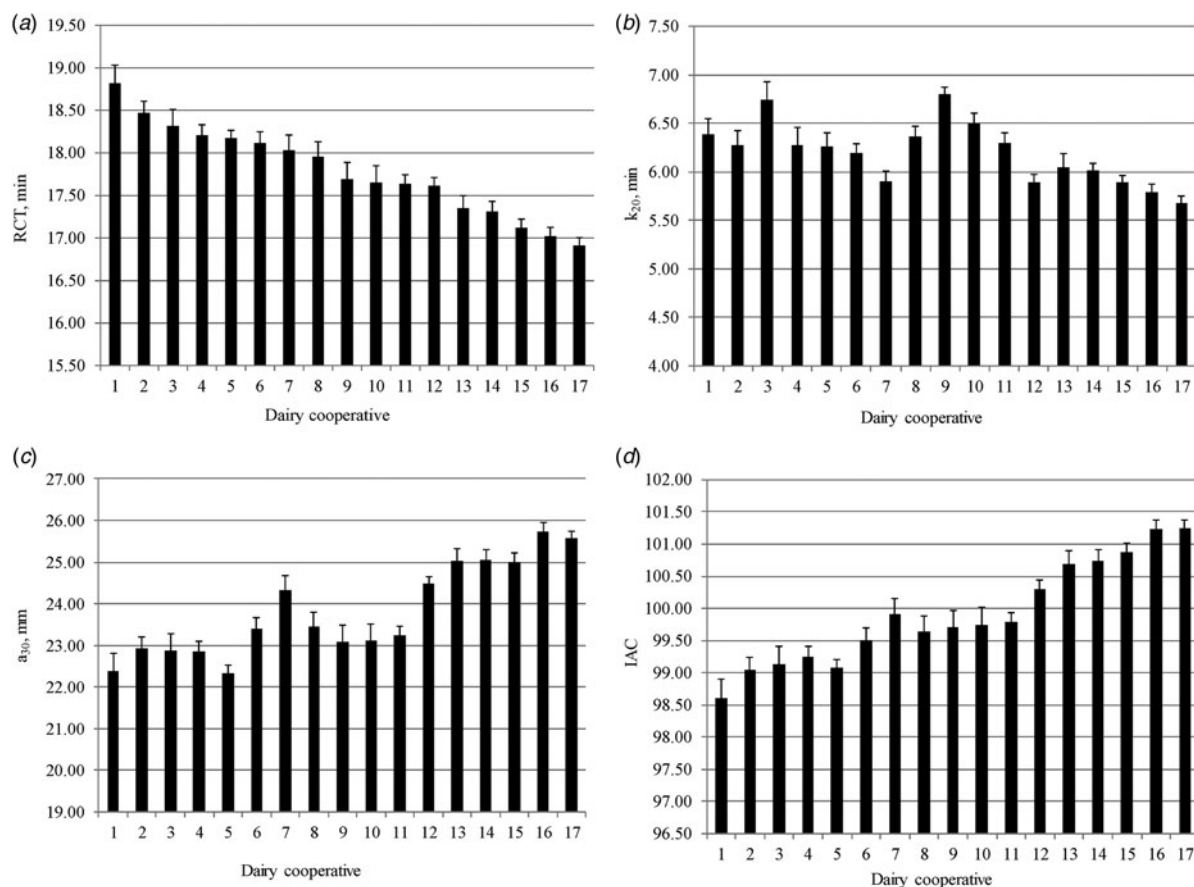 (a)
19.50
19.00
18.50
18.00
17.50
17.00
16.50
16.00
15.50
RCT, min
1 2 3 4 5 6 7 8 9 10 11 12 13 14 15 16 17
Dairy cooperative
(b)
7.50
7.00
6.50
6.00
5.50
5.00
4.50
4.00
k20, min
1 2 3 4 5 6 7 8 9 10 11 12 13 14 15 16 17
Dairy cooperative
(c)
27.00
26.00
25.00
24.00
23.00
22.00
21.00
20.00
19.00
a30, mm
1 2 3 4 5 6 7 8 9 10 11 12 13 14 15 16 17
Dairy cooperative
(d)
102.00
101.50
101.00
100.50
100.00
99.50
99.00
98.50
98.00
97.50
97.00
96.50
IAC
1 2 3 4 5 6 7 8 9 10 11 12 13 14 15 16 17
Dairy cooperative